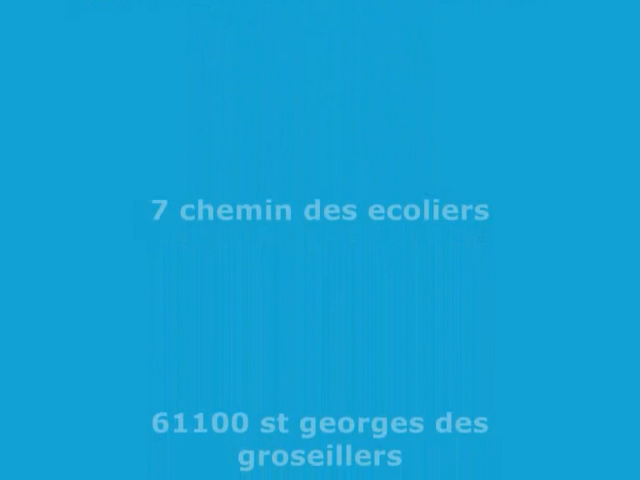 7 chemin des ecoliers
61100 st georges des
groseillers